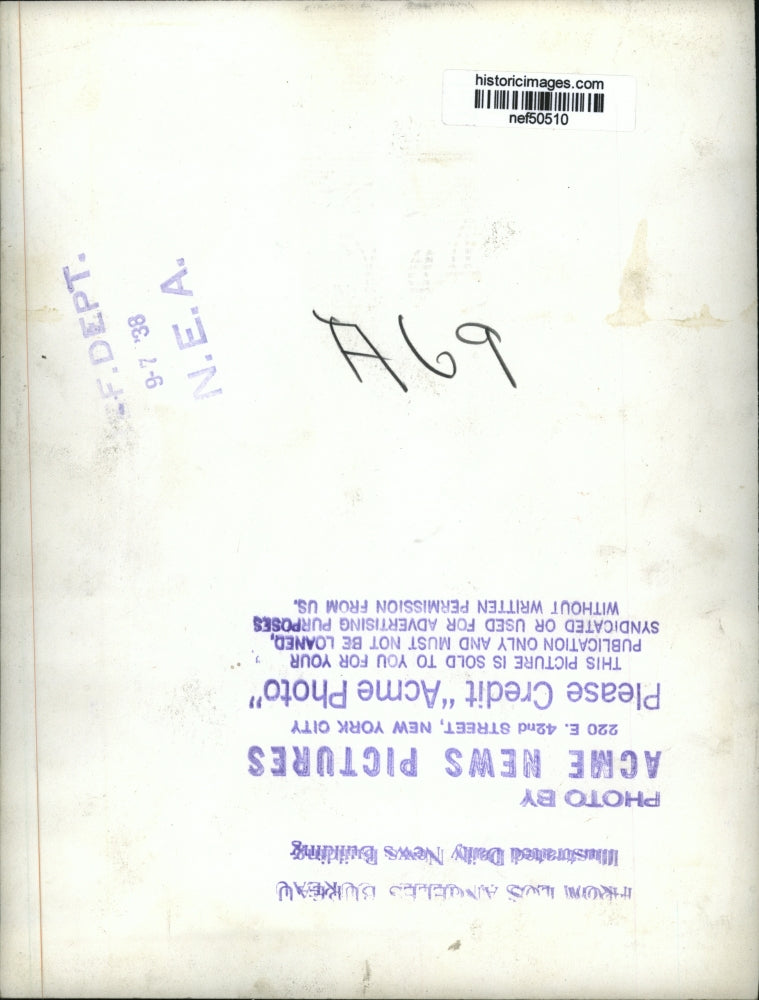 historicimages.com
nef50510
EF. DEPT.
9-7 '38
N.E.A.
FROM LOS ANGELES BUREAU
Illustrated Daily News Building
PHOTO BY
ACME NEWS PICTURES
220 E. 42nd STREET, NEW YORK CITY
Please Credit "Acme Photo"
THIS PICTURE IS SOLD TO YOU FOR YOUR
PUBLICATION ONLY AND MUST NOT BE LOANED,
SYNDICATED OR USED FOR ADVERTISING PURPOSES
WITHOUT WRITTEN PERMISSION FROM US.